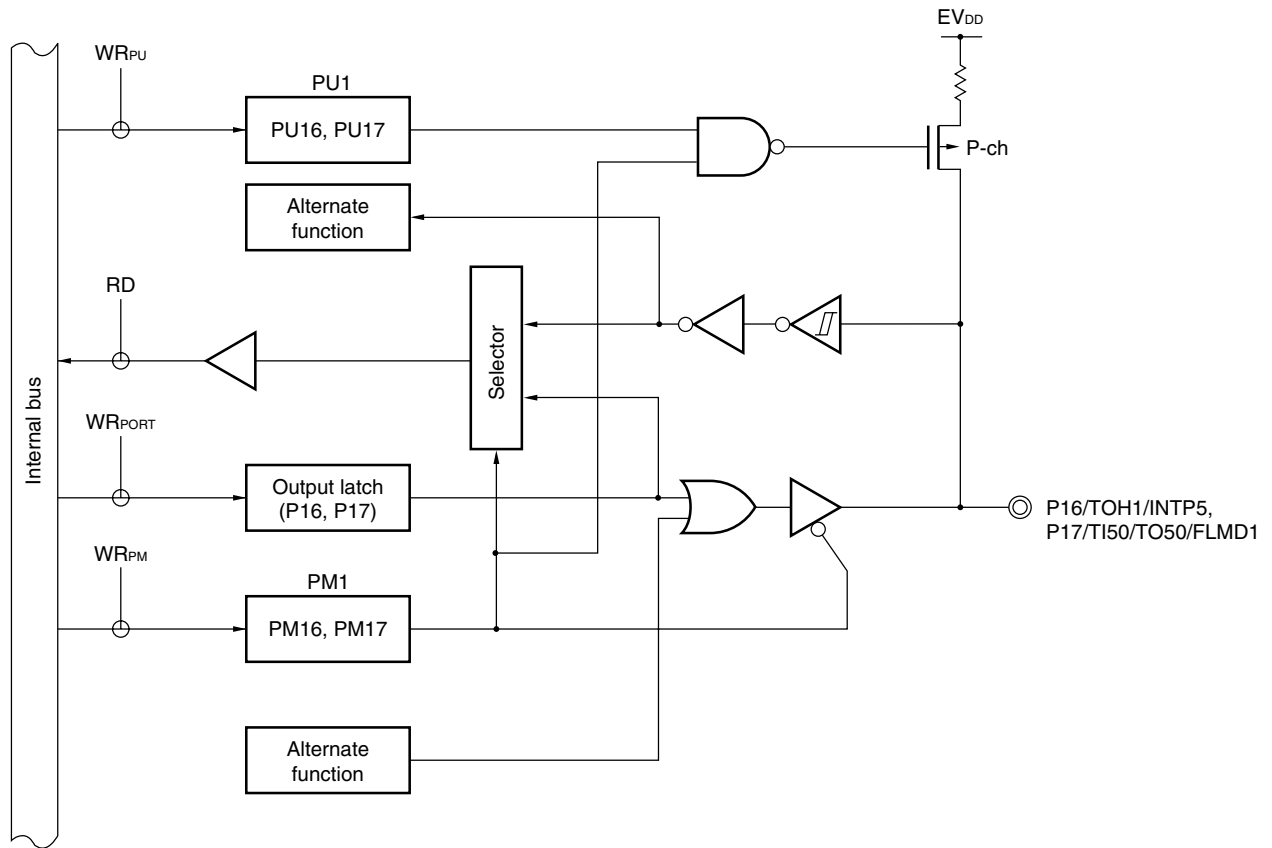 EVDD
WRPU
PU1
PU16, PU17
P-ch
Alternate
function
RD
Selector
Internal bus
WRPORT
Output latch
(P16, P17)
P16/TOH1/INTP5,
P17/TI50/TO50/FLMD1
WRPM
PM1
PM16, PM17
Alternate
function